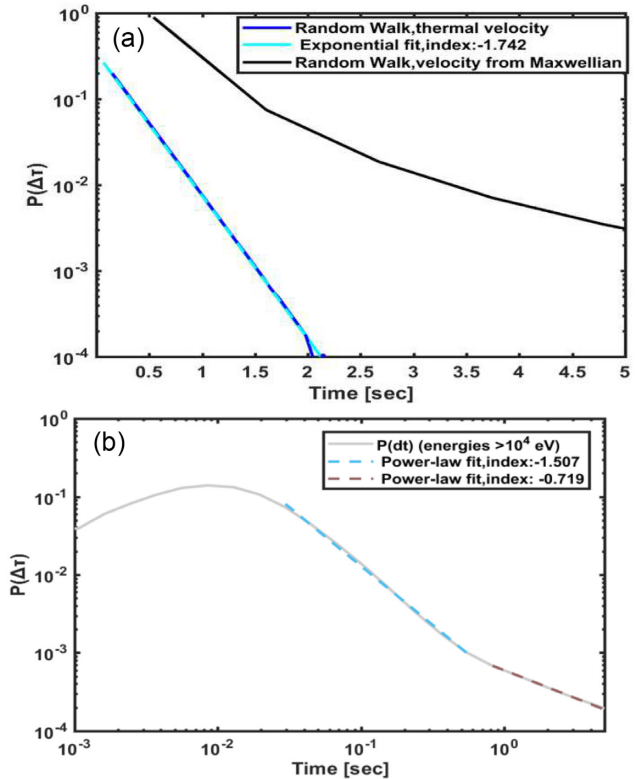 (a)
Random Walk,thermal velocity
Exponential fit,index:-1.742
Random Walk,velocity from Maxwellian
P(Δτ)
10^0
10^-1
10^-2
10^-3
10^-4
0.5 1 1.5 2 2.5 3 3.5 4 4.5 5
Time [sec]
(b)
P(dt) (energies >10^4 eV)
Power-law fit,index:-1.507
Power-law fit,index: -0.719
P(Δτ)
10^0
10^-1
10^-2
10^-3
10^-4
10^-3 10^-2 10^-1 10^0
Time [sec]